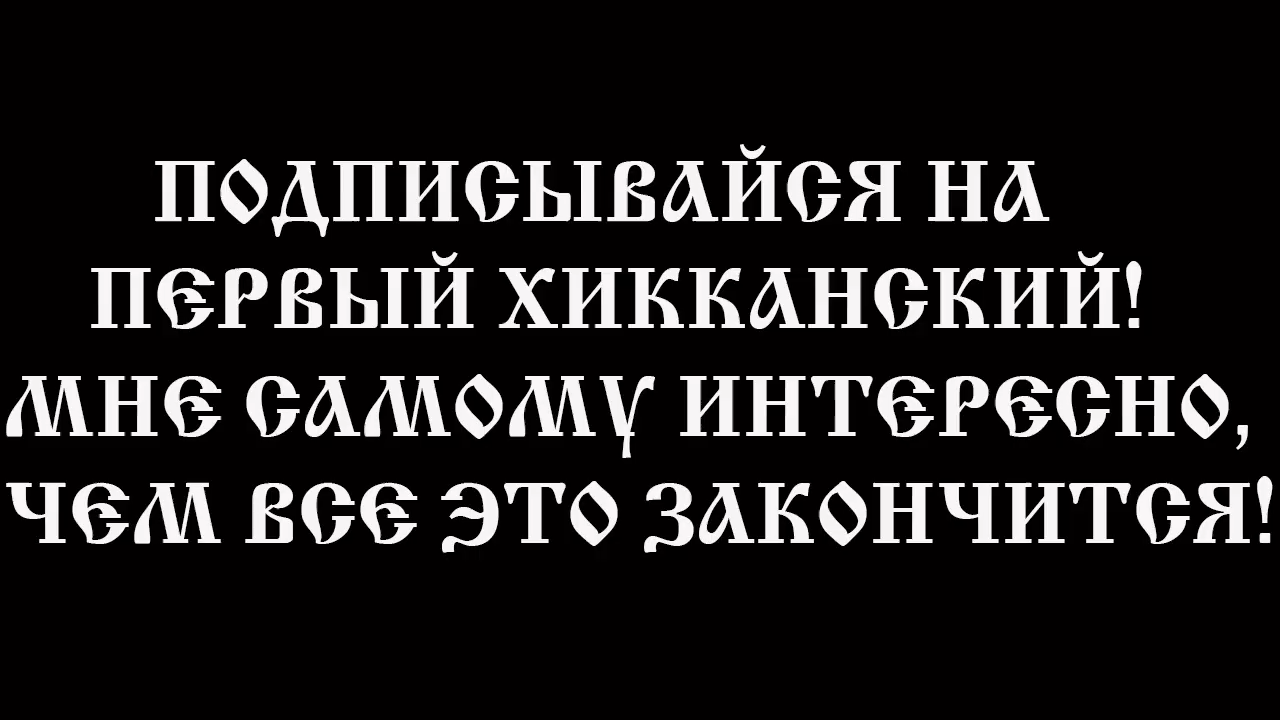 ПОДПИСЫВАЙСЯ НА
ПЕРВЫЙ ХИККАНСКИЙ!
МНЕ САМОМУ ИНТЕРЕСНО,
ЧЕМ ВСЕ ЭТО ЗАКОНЧИТСЯ!